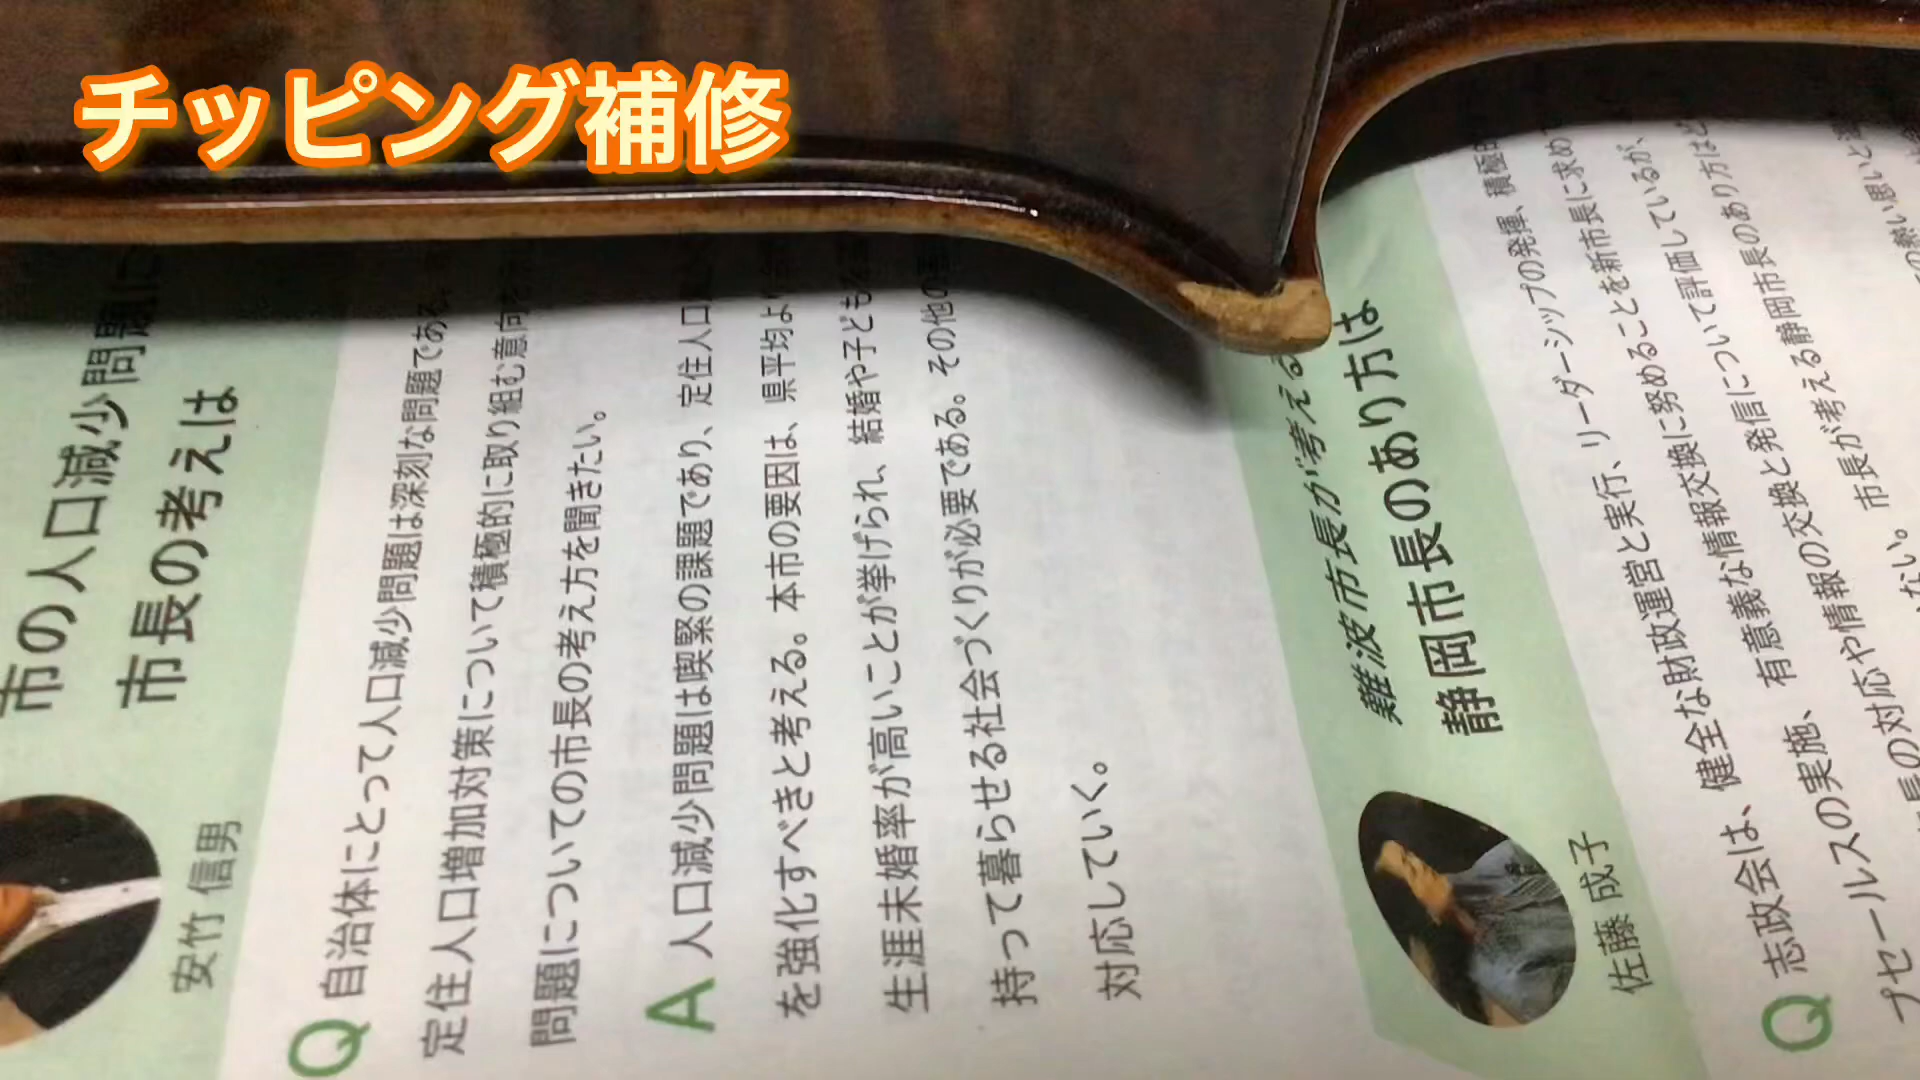 チッピング補修
市の人口減少問題に
市長の考えは
安竹 信男
Q 自治体にとって人口減少問題は深刻な問題である
定住人口増加対策について積極的に取り組む意向を
問題についての市長の考え方を聞きたい。
A 人口減少問題は喫緊の課題であり、定住人口
を強化すべきと考える。本市の要因は、県平均より
生涯未婚率が高いことが挙げられ、結婚や子ども
持って暮らせる社会づくりが必要である。その他の
対応していく。
難波市長が考える
静岡市長のあり方は
佐藤 成子
Q 志政会は、健全な財政運営と実行、リーダーシップの発揮、積極的
プセールスの実施、有意義な情報交換に努めることを新市長に求め
長の対応や情報の交換と発信について評価しているが、
ない。市長が考える静岡市長のあり方は
の熱い思いと